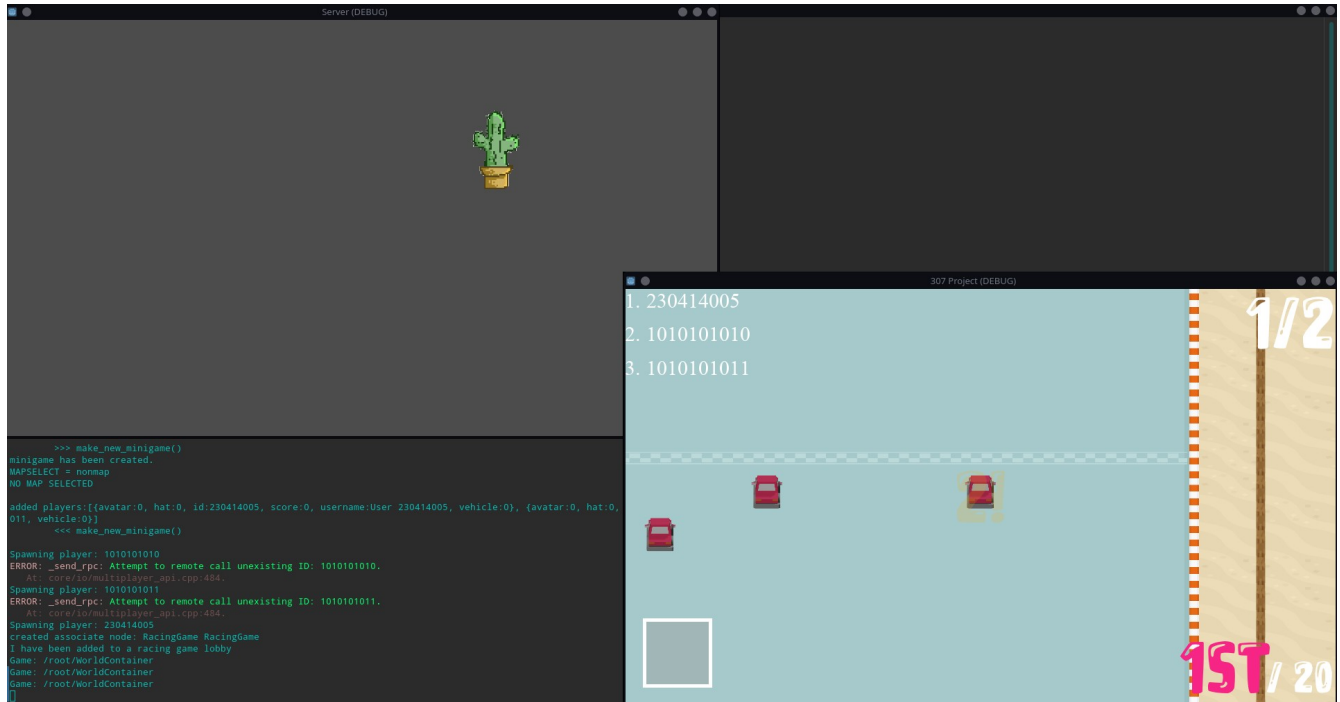 Server (DEBUG)
>>> make_new_minigame()
minigame has been created.
MAPSELECT = nonmap
NO MAP SELECTED
added players:[{avatar:0, hat:0, id:230414005, score:0, username:User 230414005, vehicle:0}, {avatar:0, hat:0,
011, vehicle:0}]
<<< make_new_minigame()
Spawning player: 1010101010
ERROR: _send_rpc: Attempt to remote call unexisting ID: 1010101010.
At: core/io/multiplayer_api.cpp:484.
Spawning player: 1010101011
ERROR: _send_rpc: Attempt to remote call unexisting ID: 1010101011.
At: core/io/multiplayer_api.cpp:484.
Spawning player: 230414005
created associate node: RacingGame RacingGame
I have been added to a racing game lobby
Game: /root/WorldContainer
Game: /root/WorldContainer
Game: /root/WorldContainer
307 Project (DEBUG)
1. 230414005
2. 1010101010
3. 1010101011
1/2
2!
1ST/ 20